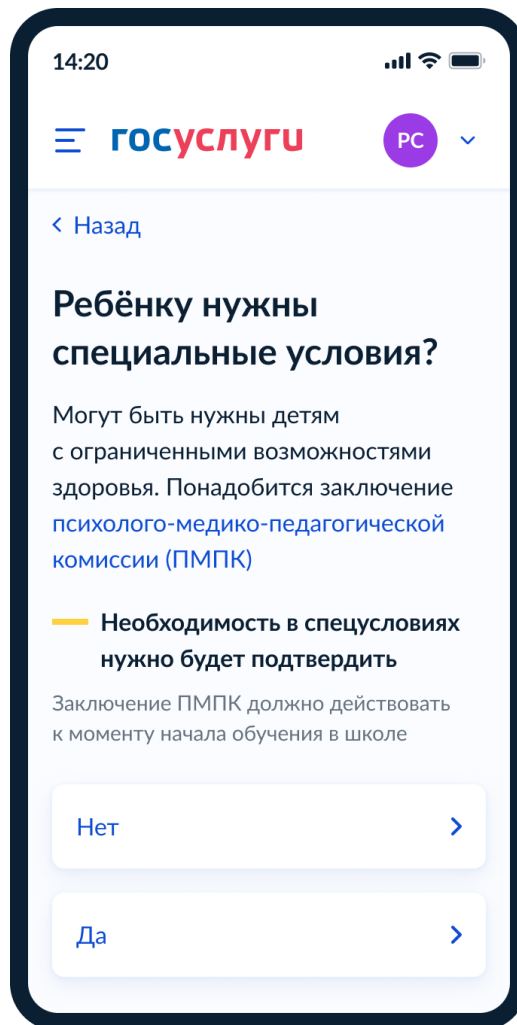 14:20
госуслуги
РС
Назад
Ребёнку нужны
специальные условия?
Могут быть нужны детям
с ограниченными возможностями
здоровья. Понадобится заключение
психолого-медико-педагогической
комиссии (ПМПК)
Необходимость в спецусловиях
нужно будет подтвердить
Заключение ПМПК должно действовать
к моменту начала обучения в школе
Нет
Да